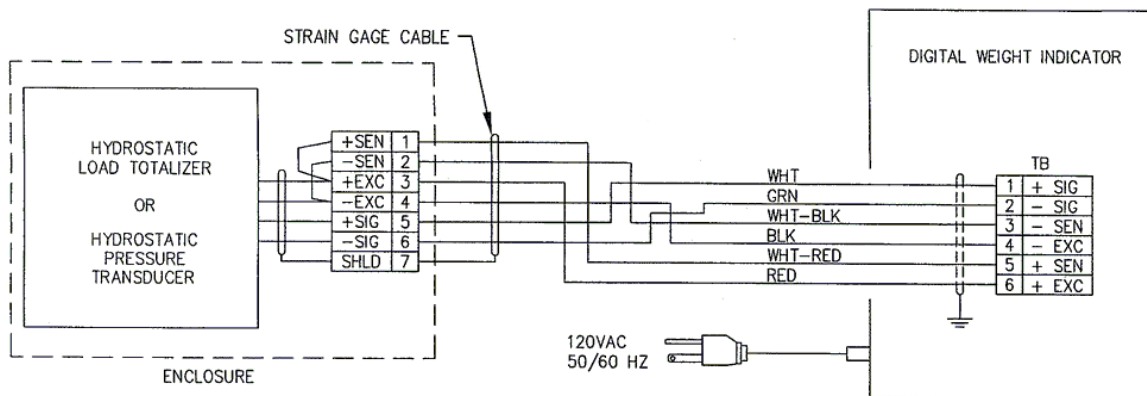 STRAIN GAGE CABLE
DIGITAL WEIGHT INDICATOR
HYDROSTATIC
LOAD TOTALIZER
OR
HYDROSTATIC
PRESSURE
TRANSDUCER
+SEN 1
-SEN 2
+EXC 3
-EXC 4
+SIG 5
-SIG 6
SHLD 7
ENCLOSURE
WHT
GRN
WHT-BLK
BLK
WHT-RED
RED
TB
1 + SIG
2 - SIG
3 - SEN
4 - EXC
5 + SEN
6 + EXC
120VAC
50/60 HZ